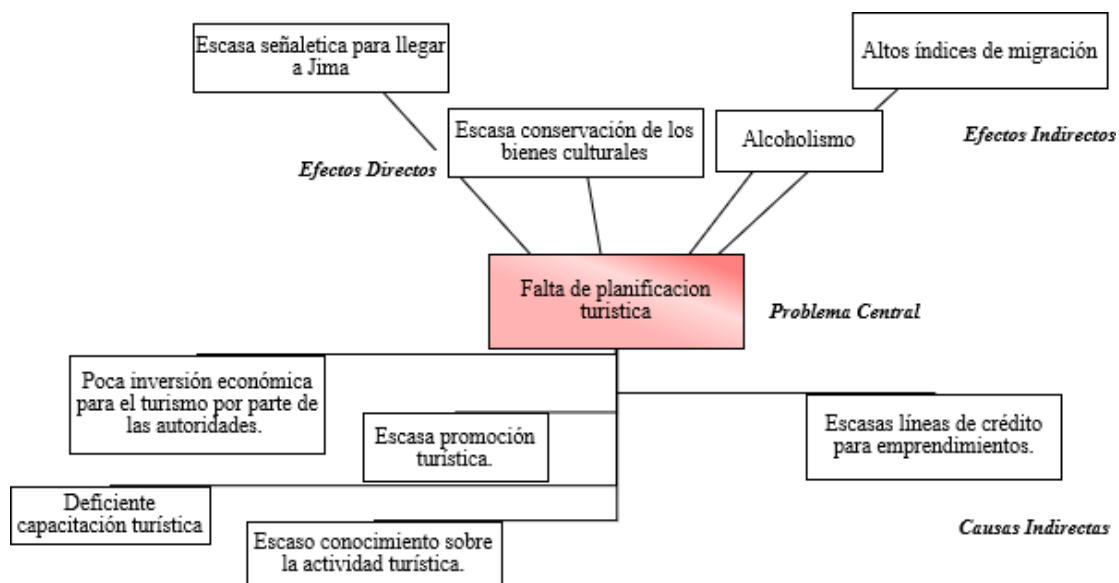 Escasa señaletica para llegar
a Jima
Altos índices de migración
Escasa conservación de los
bienes culturales
Alcoholismo
Efectos Indirectos
Efectos Directos
Falta de planificacion
turistica
Problema Central
Poca inversión económica
para el turismo por parte de
las autoridades.
Escasa promoción
turística.
Escasas líneas de crédito
para emprendimientos.
Deficiente
capacitación turística
Escaso conocimiento sobre
la actividad turística.
Causas Indirectas